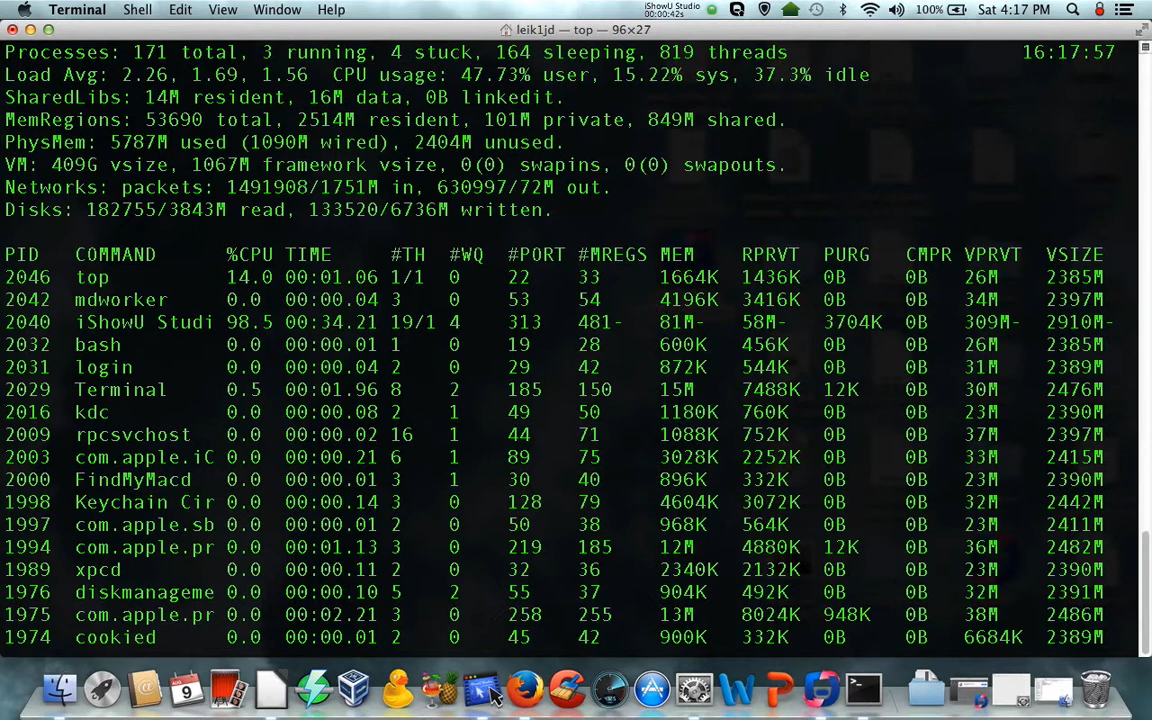 Terminal Shell Edit View Window Help iShowU Studio 00:00:42s 100% Sat 4:17 PM
leik1jd — top — 96×27
Processes: 171 total, 3 running, 4 stuck, 164 sleeping, 819 threads 16:17:57
Load Avg: 2.26, 1.69, 1.56 CPU usage: 47.73% user, 15.22% sys, 37.3% idle
SharedLibs: 14M resident, 16M data, 0B linkedit.
MemRegions: 53690 total, 2514M resident, 101M private, 849M shared.
PhysMem: 5787M used (1090M wired), 2404M unused.
VM: 409G vsize, 1067M framework vsize, 0(0) swapins, 0(0) swapouts.
Networks: packets: 1491908/1751M in, 630997/72M out.
Disks: 182755/3843M read, 133520/6736M written.
PID COMMAND %CPU TIME #TH #WQ #PORT #MREGS MEM RPRVT PURG CMPR VPRVT VSIZE
2046 top 14.0 00:01.06 1/1 0 22 33 1664K 1436K 0B 0B 26M 2385M
2042 mdworker 0.0 00:00.04 3 0 53 54 4196K 3416K 0B 0B 34M 2397M
2040 iShowU Studi 98.5 00:34.21 19/1 4 313 481- 81M- 58M- 3704K 0B 309M- 2910M-
2032 bash 0.0 00:00.01 1 0 19 28 600K 456K 0B 0B 26M 2385M
2031 login 0.0 00:00.04 2 0 29 42 872K 544K 0B 0B 31M 2389M
2029 Terminal 0.5 00:01.96 8 2 185 150 15M 7488K 12K 0B 30M 2476M
2016 kdc 0.0 00:00.08 2 1 49 50 1180K 760K 0B 0B 23M 2390M
2009 rpcsvchost 0.0 00:00.02 16 1 44 71 1088K 752K 0B 0B 37M 2397M
2003 com.apple.iC 0.0 00:00.21 6 1 89 75 3028K 2252K 0B 0B 33M 2415M
2000 FindMyMacd 0.0 00:00.01 3 1 30 40 896K 332K 0B 0B 23M 2390M
1998 Keychain Cir 0.0 00:00.14 3 0 128 79 4604K 3072K 0B 0B 32M 2442M
1997 com.apple.sb 0.0 00:00.01 2 0 50 38 968K 564K 0B 0B 23M 2411M
1994 com.apple.pr 0.0 00:01.13 3 0 219 185 12M 4880K 12K 0B 36M 2482M
1989 xpcd 0.0 00:00.11 2 0 32 36 2340K 2132K 0B 0B 23M 2390M
1976 diskmanageme 0.0 00:00.10 5 2 55 37 904K 492K 0B 0B 32M 2391M
1975 com.apple.pr 0.0 00:02.21 3 0 258 255 13M 8024K 948K 0B 38M 2486M
1974 cookied 0.0 00:00.01 2 0 45 42 900K 332K 0B 0B 6684K 2389M
9